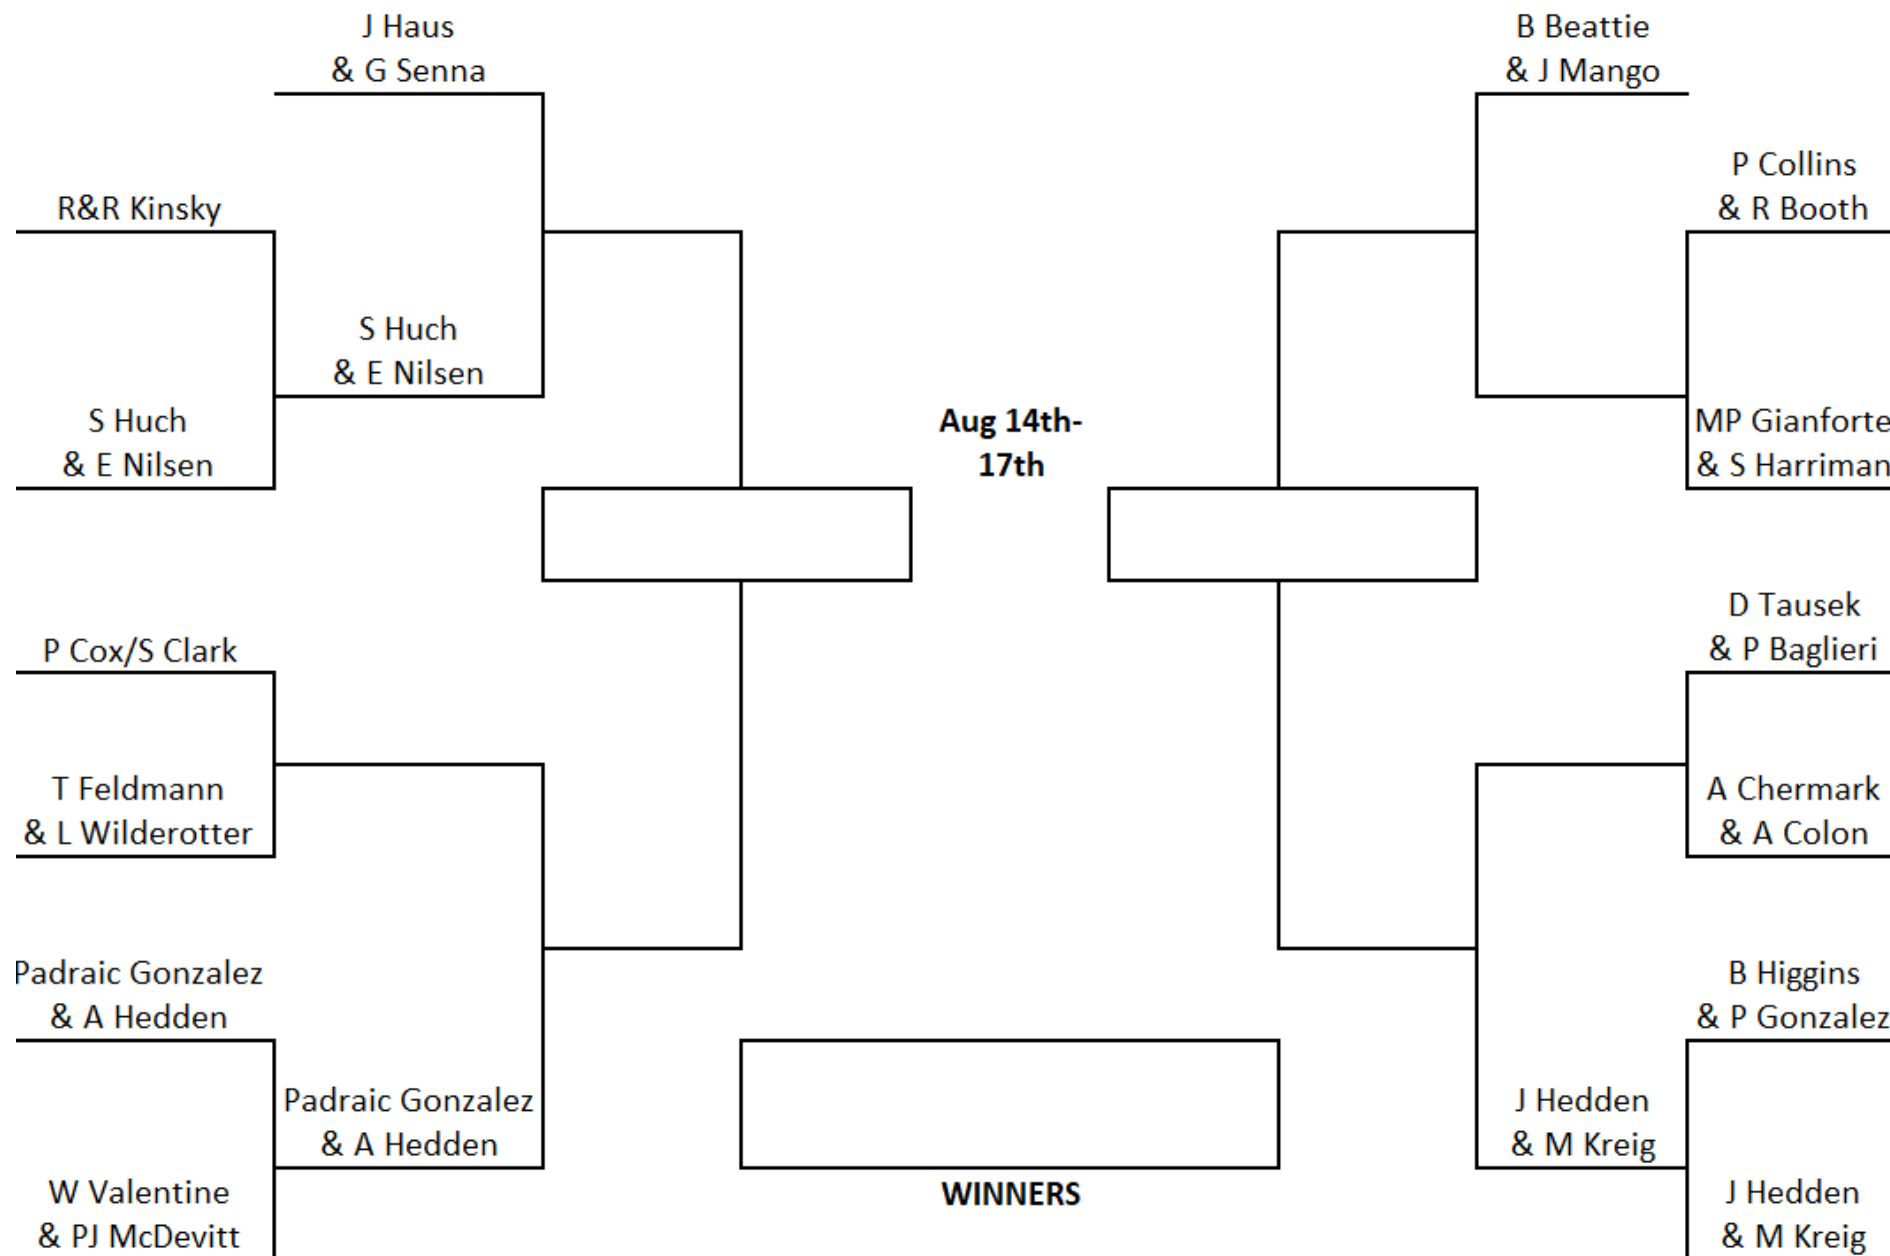 J Haus
& G Senna
B Beattie
& J Mango
R&R Kinsky
P Collins
& R Booth
S Huch
& E Nilsen
S Huch
& E Nilsen
Aug 14th-
17th
MP Gianforte
& S Harriman
P Cox/S Clark
D Tausek
& P Baglieri
T Feldmann
& L Wilderotter
A Chermark
& A Colon
Padraic Gonzalez
& A Hedden
B Higgins
& P Gonzalez
Padraic Gonzalez
& A Hedden
J Hedden
& M Kreig
W Valentine
& PJ McDevitt
WINNERS
J Hedden
& M Kreig